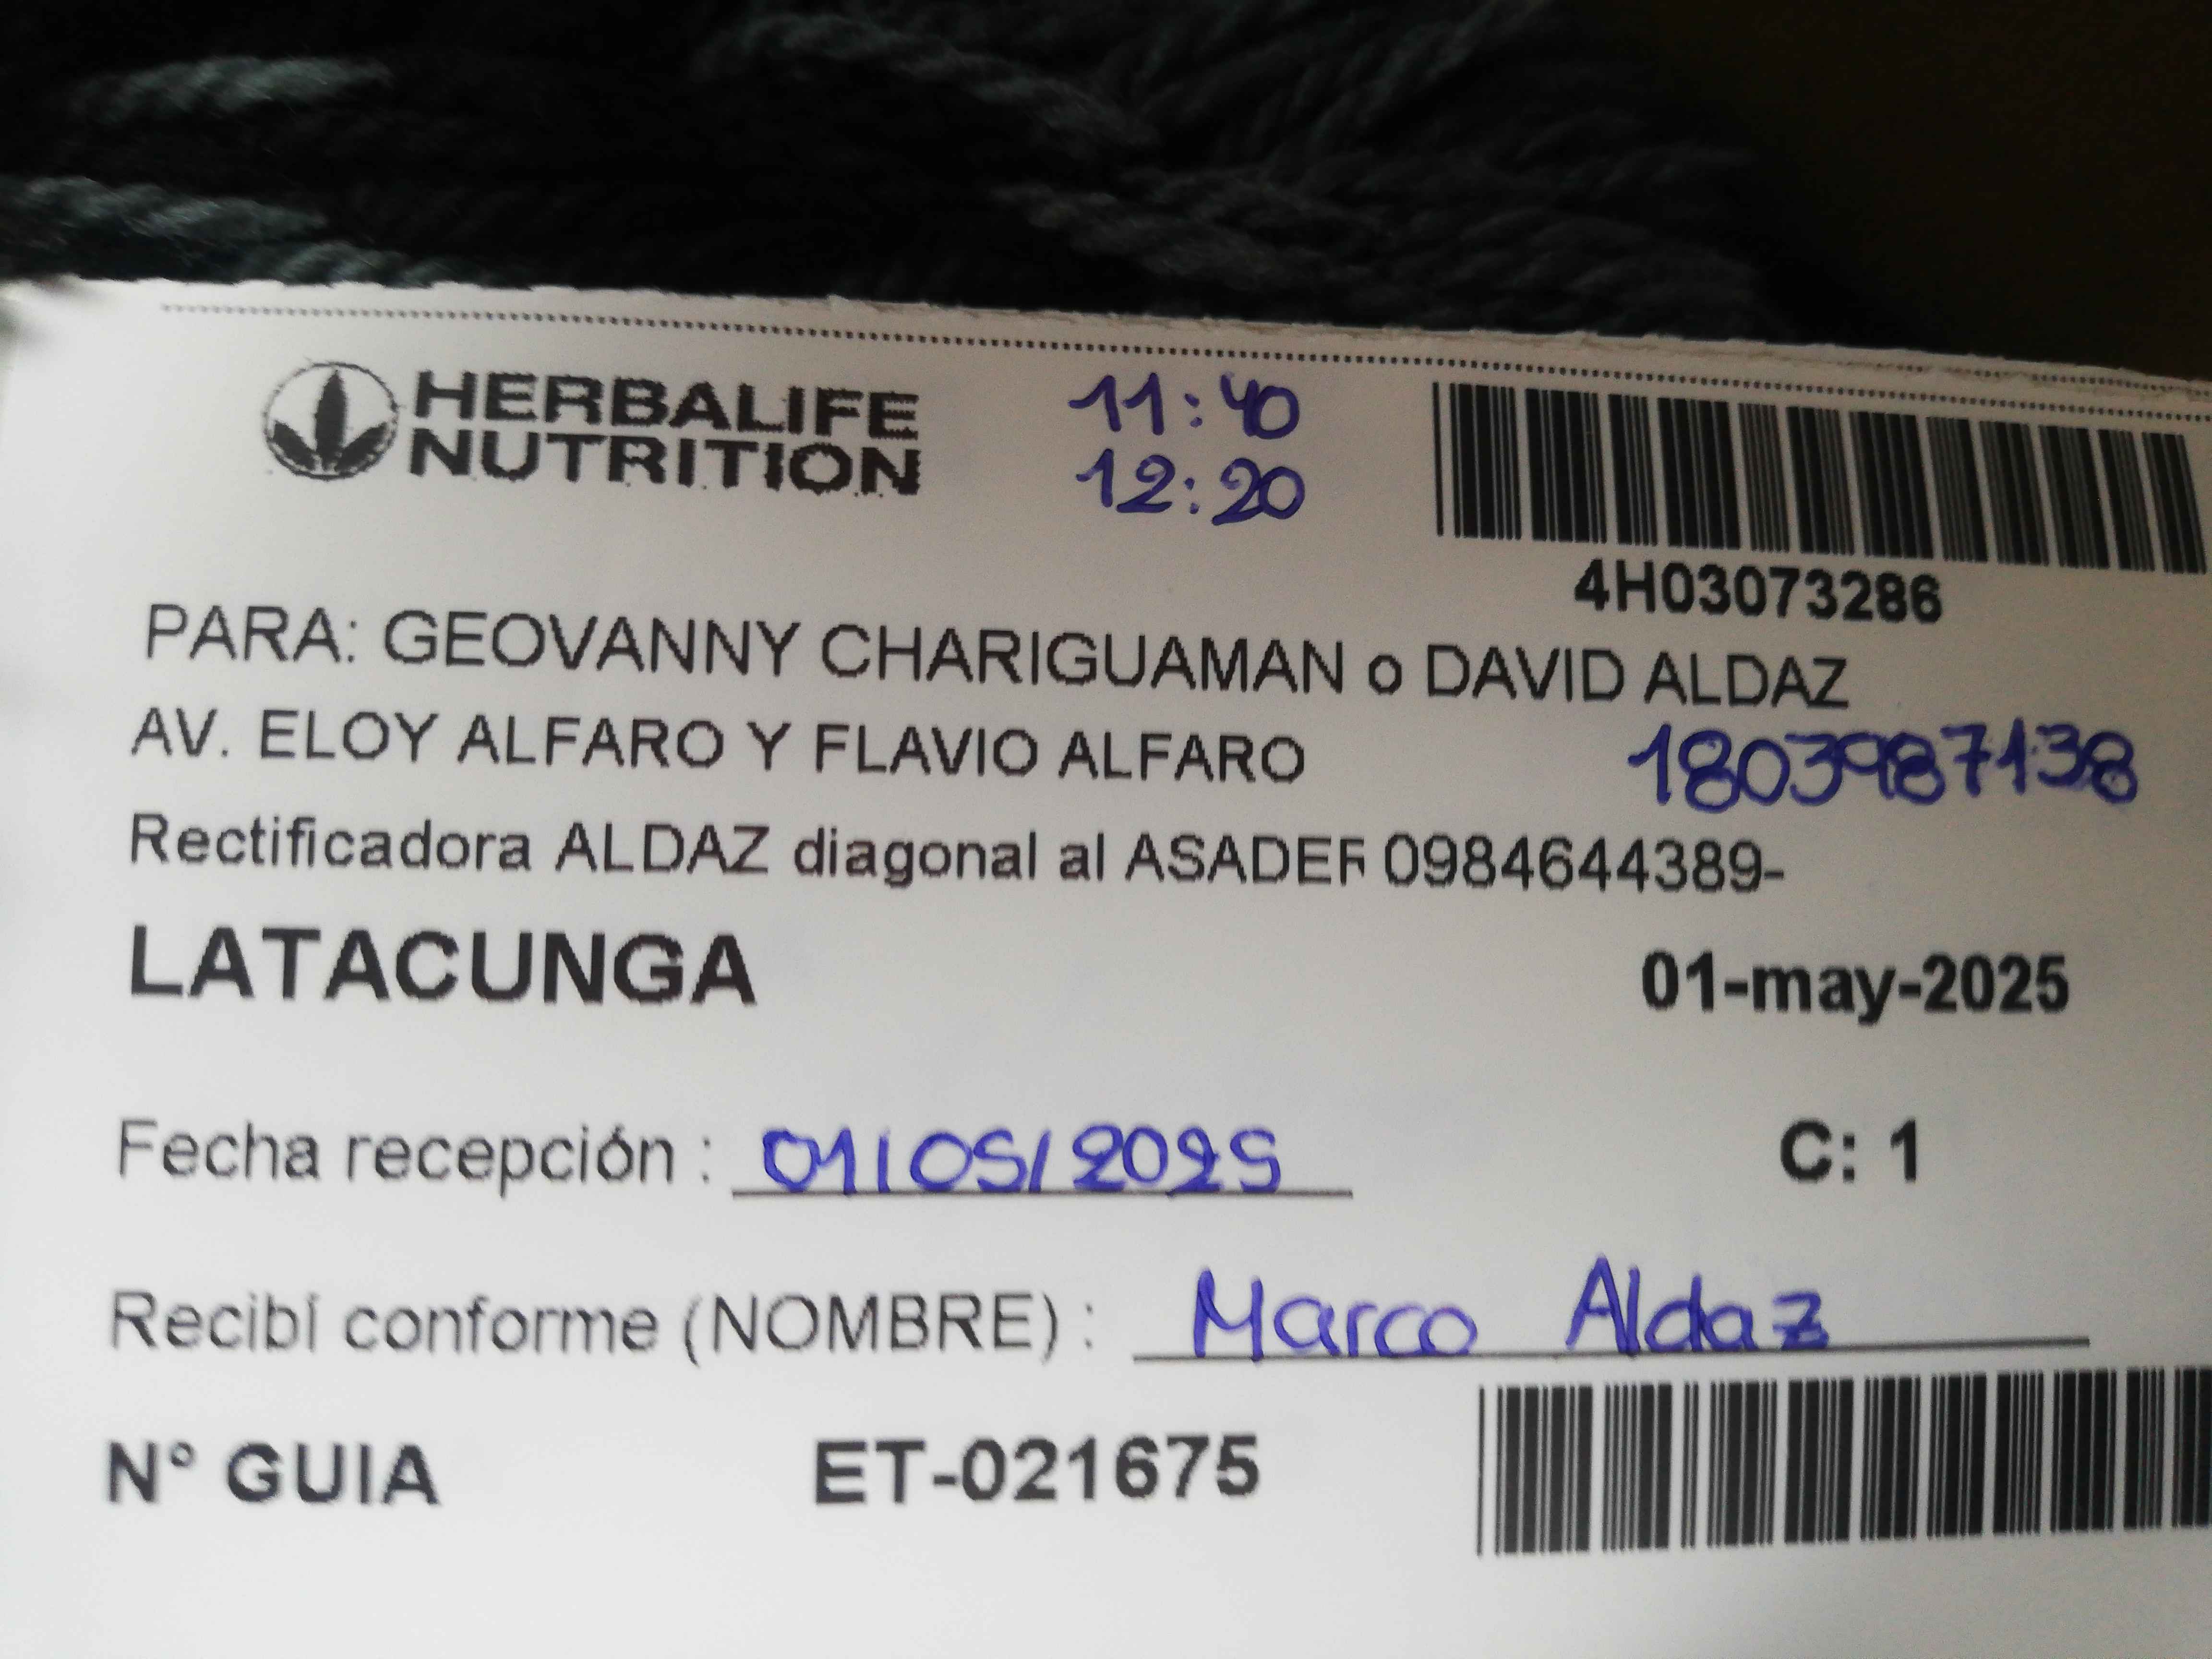 HERBALIFE
NUTRITION
11:40
12:20
4H03073286
PARA: GEOVANNY CHARIGUAMAN o DAVID ALDAZ
AV. ELOY ALFARO Y FLAVIO ALFARO
1803987138
Rectificadora ALDAZ diagonal al ASADER 0984644389-
LATACUNGA 01-may-2025
Fecha recepción : 01/05/2025 C: 1
Recibí conforme (NOMBRE) : Marco Aldaz
N° GUIA ET-021675